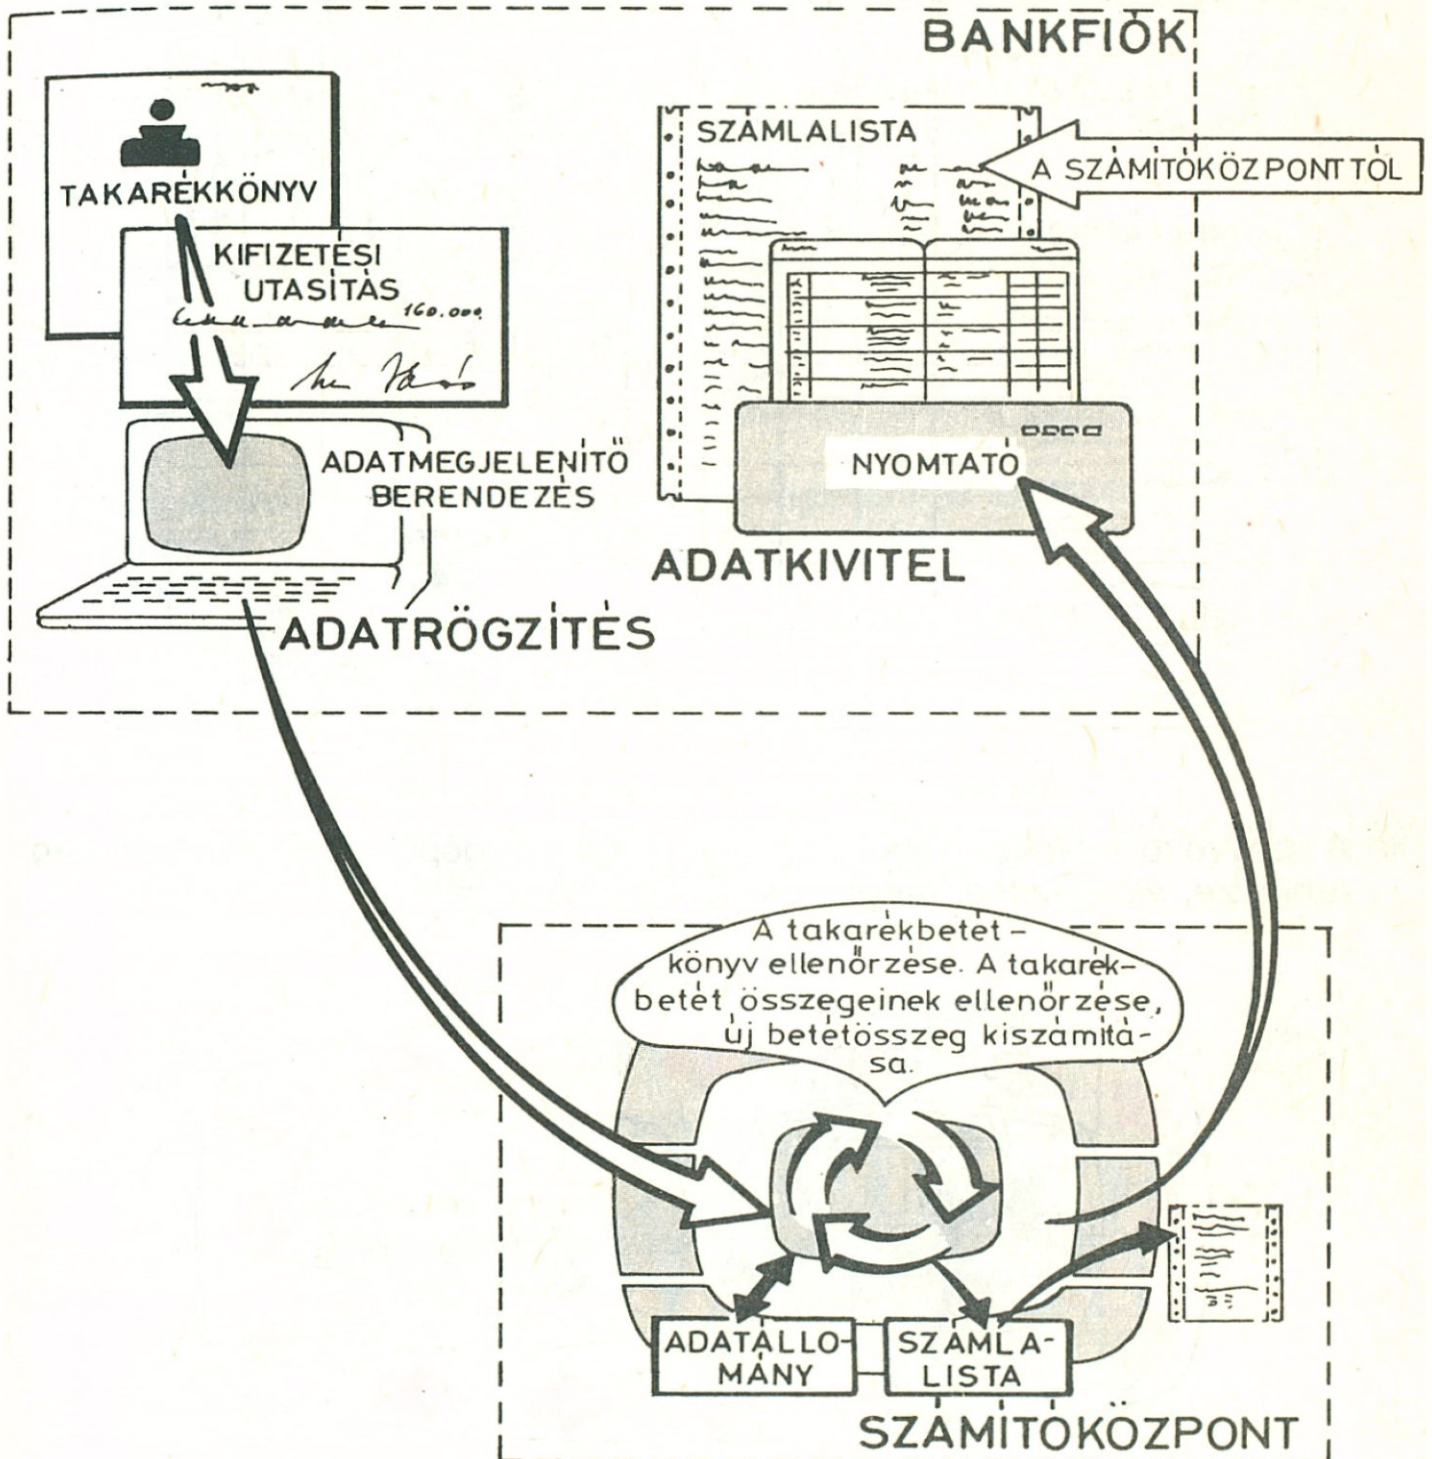 BANKFIÓK
TAKARÉKKÖNYV
KIFIZETÉSI
UTASÍTÁS
160.000
SZÁMLALISTA
A SZÁMÍTÓKÖZPONTTÓL
ADATMEGJELENÍTŐ
BERENDEZÉS
NYOMTATÓ
ADATKIVITEL
ADATRÖGZÍTÉS
A takarékbetét-
könyv ellenőrzése. A takarék-
betét összegeinek ellenőrzése,
új betétösszeg kiszámítá-
sa.
ADATÁLLO-
MÁNY
SZÁMLA-
LISTA
SZÁMÍTÓKÖZPONT